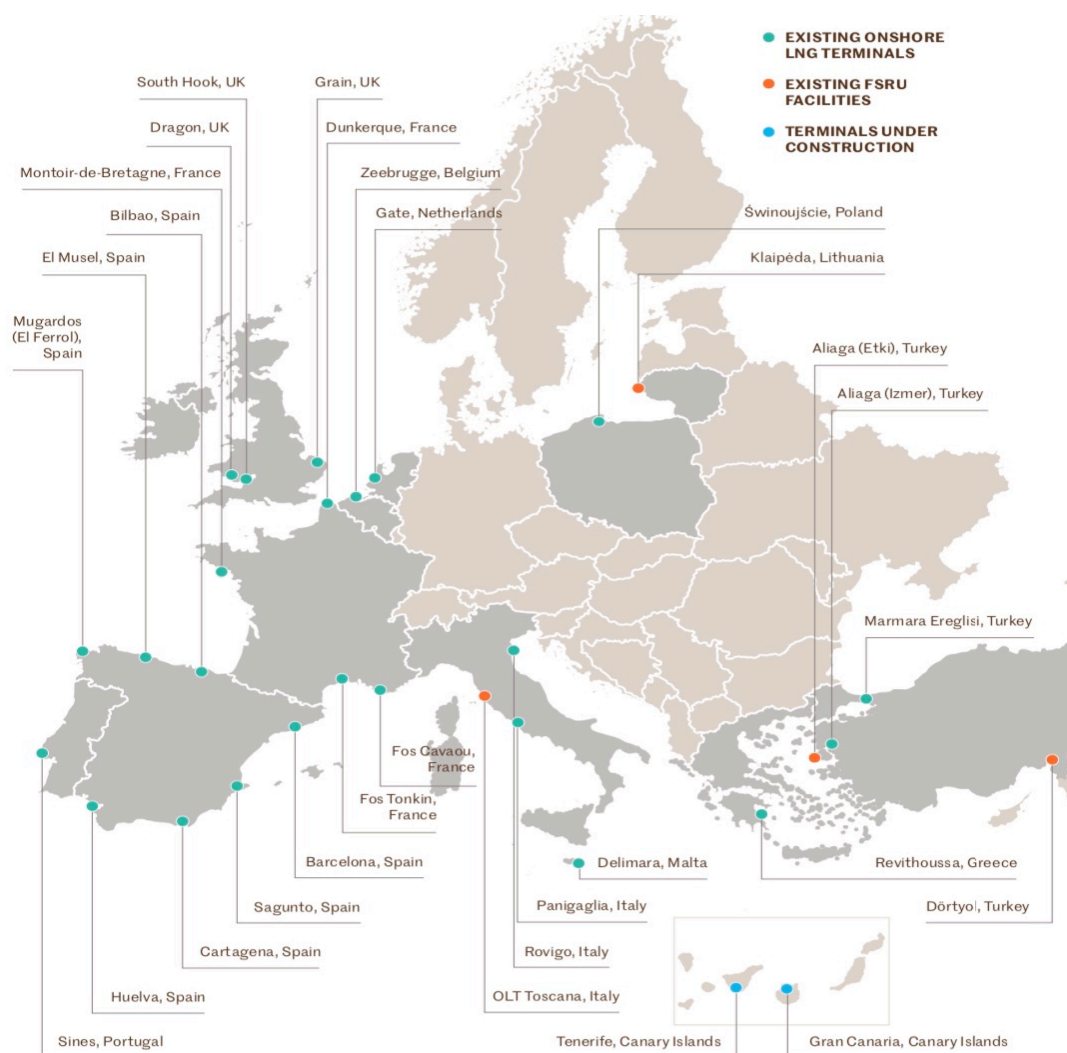 EXISTING ONSHORE
LNG TERMINALS
EXISTING FSRU
FACILITIES
TERMINALS UNDER
CONSTRUCTION
South Hook, UK
Grain, UK
Dragon, UK
Dunkerque, France
Montoir-de-Bretagne, France
Zeebrugge, Belgium
Bilbao, Spain
Gate, Netherlands
Świnoujście, Poland
El Musel, Spain
Klaipéda, Lithuania
Mugardos
(El Ferrol),
Spain
Aliaga (Etki), Turkey
Aliaga (Izmer), Turkey
Marmara Ereglisi, Turkey
Fos Cavaou,
France
Fos Tonkin,
France
Barcelona, Spain
Delimara, Malta
Revithoussa, Greece
Sagunto, Spain
Panigaglia, Italy
Dörtyol, Turkey
Cartagena, Spain
Rovigo, Italy
Huelva, Spain
OLT Toscana, Italy
Sines, Portugal
Tenerife, Canary Islands
Gran Canaria, Canary Islands